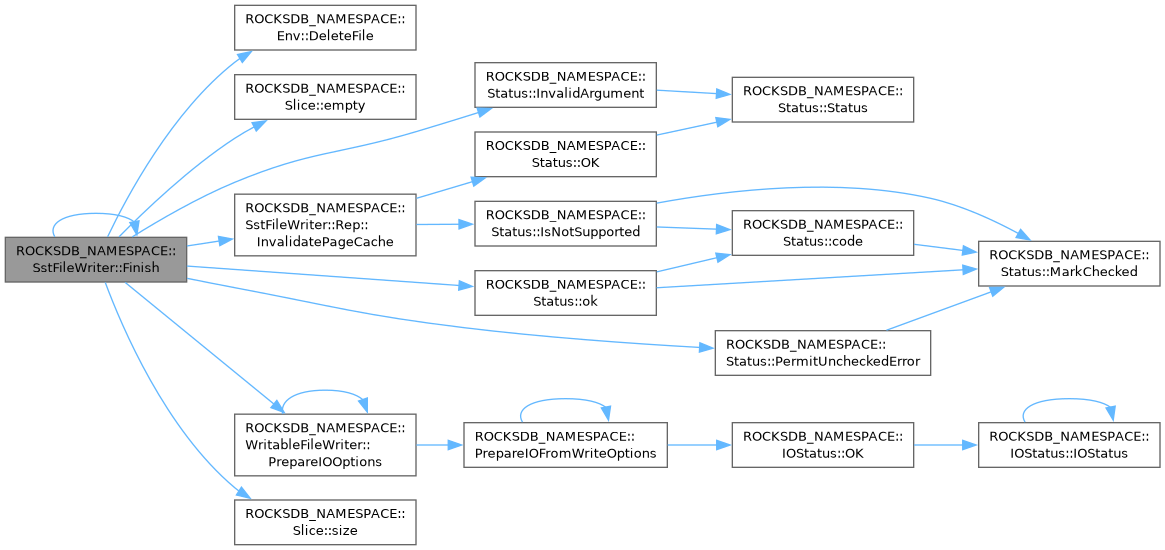 ROCKSDB_NAMESPACE::
Env::DeleteFile
ROCKSDB_NAMESPACE::
Slice::empty
ROCKSDB_NAMESPACE::
Status::InvalidArgument
ROCKSDB_NAMESPACE::
Status::Status
ROCKSDB_NAMESPACE::
Status::OK
ROCKSDB_NAMESPACE::
SstFileWriter::Rep::
InvalidatePageCache
ROCKSDB_NAMESPACE::
Status::IsNotSupported
ROCKSDB_NAMESPACE::
Status::code
ROCKSDB_NAMESPACE::
SstFileWriter::Finish
ROCKSDB_NAMESPACE::
Status::MarkChecked
ROCKSDB_NAMESPACE::
Status::ok
ROCKSDB_NAMESPACE::
Status::PermitUncheckedError
ROCKSDB_NAMESPACE::
WritableFileWriter::
PrepareIOOptions
ROCKSDB_NAMESPACE::
PrepareIOFromWriteOptions
ROCKSDB_NAMESPACE::
IOStatus::OK
ROCKSDB_NAMESPACE::
IOStatus::IOStatus
ROCKSDB_NAMESPACE::
Slice::size